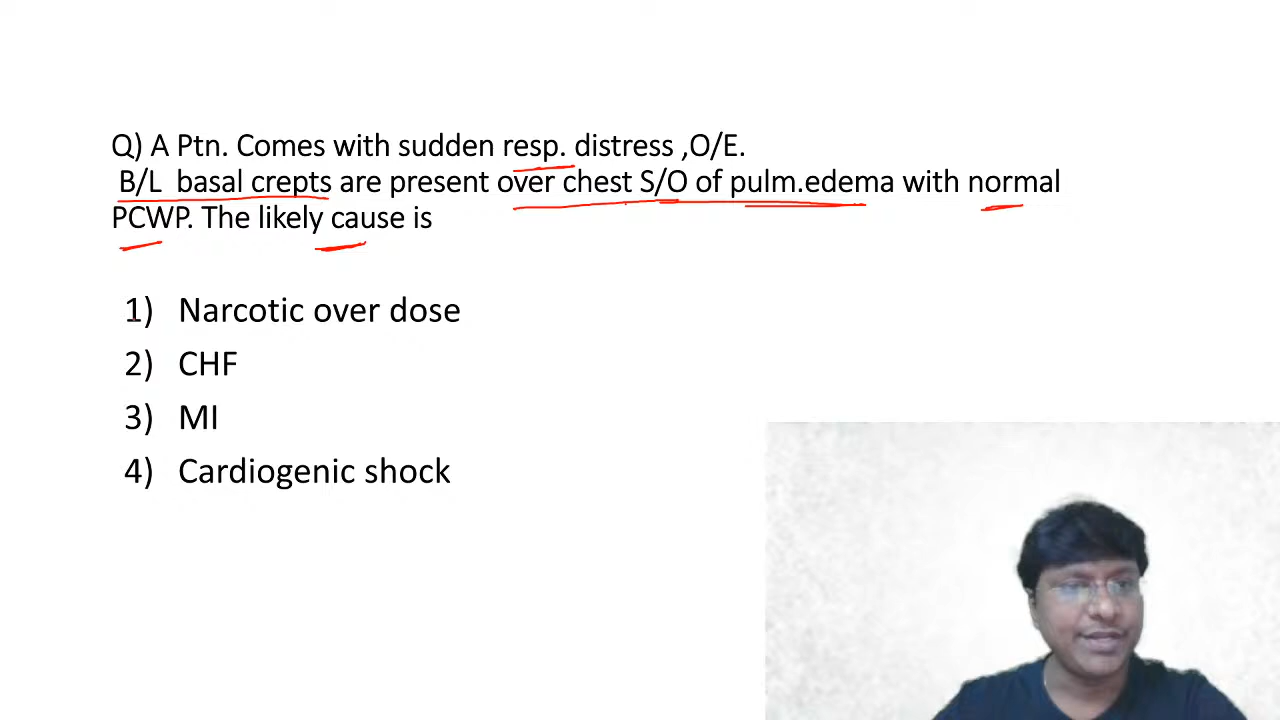 Q) A Ptn. Comes with sudden resp. distress ,O/E.
B/L basal crepts are present over chest S/O of pulm.edema with normal
PCWP. The likely cause is
1) Narcotic over dose
2) CHF
3) MI
4) Cardiogenic shock